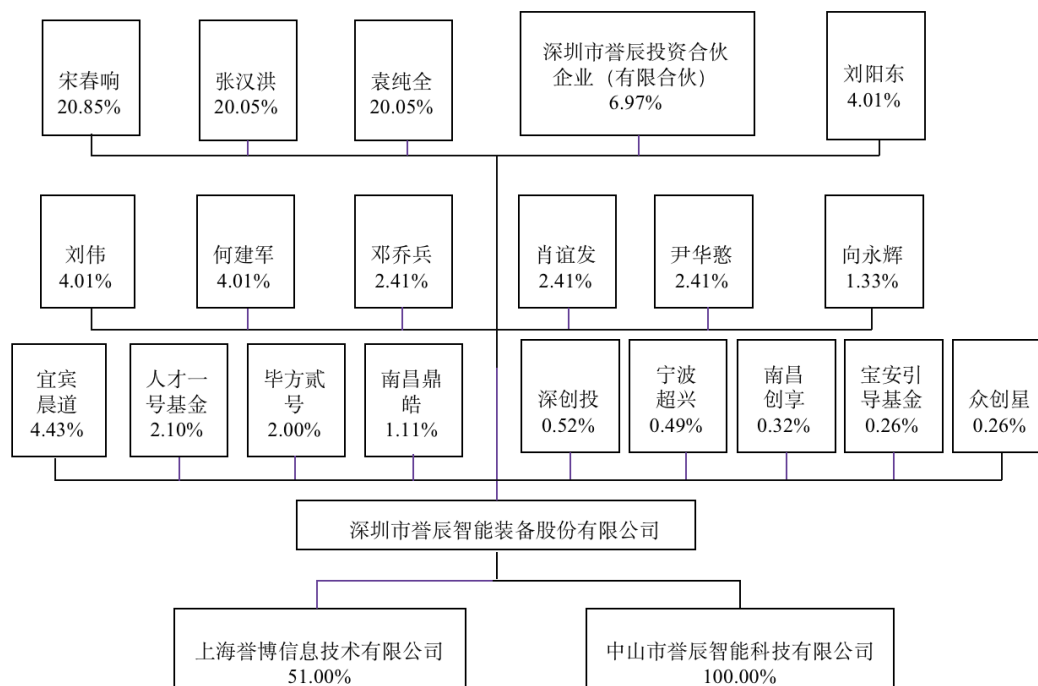 宋春响
20.85%
张汉洪
20.05%
袁纯全
20.05%
深圳市誉辰投资合伙
企业（有限合伙）
6.97%
刘阳东
4.01%
刘伟
4.01%
何建军
4.01%
邓乔兵
2.41%
肖谊发
2.41%
尹华憨
2.41%
向永辉
1.33%
宜宾
晨道
4.43%
人才一
号基金
2.10%
毕方贰
号
2.00%
南昌鼎
皓
1.11%
深创投
0.52%
宁波
超兴
0.49%
南昌
创享
0.32%
宝安引
导基金
0.26%
众创星
0.26%
深圳市誉辰智能装备股份有限公司
上海誉博信息技术有限公司
51.00%
中山市誉辰智能科技有限公司
100.00%